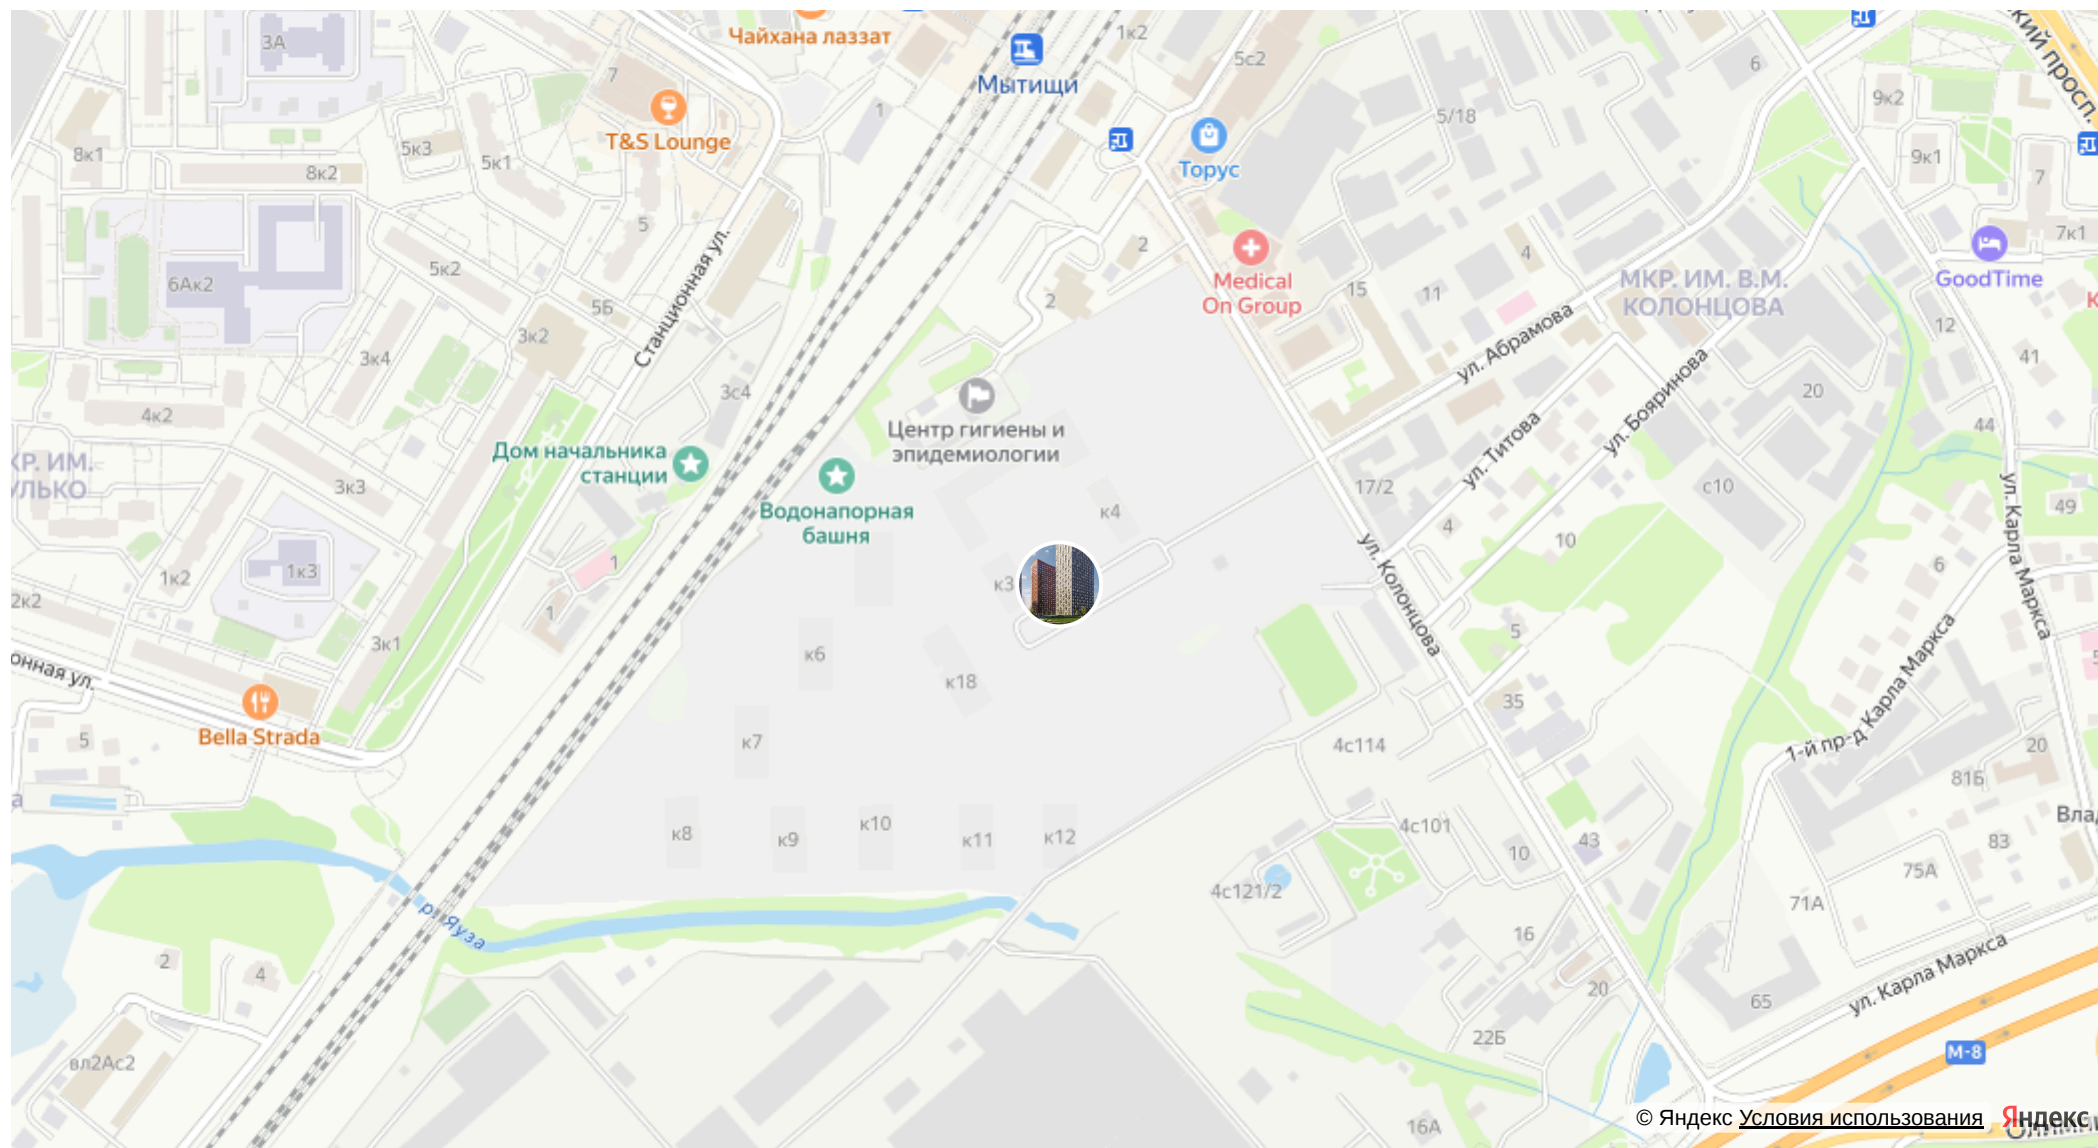 Чайхана лаззат
1к2
кий просп.
3А
7
Мытищи
5с2
6
9к2
1
5/18
T&S Lounge
8к1
5к3
5к1
8к2
Торус
9к1
7
5
Станционная ул.
2
7к1
6Ак2
5к2
5Б
Medical
On Group
15
11
4
МКР. ИМ. В.М.
КОЛОНЦОВА
GoodTime
2
3к2
3к4
ул. Абрамова
12
41
3с4
4к2
20
ул. Бояринова
ул. Титова
Центр гигиены и
эпидемиологии
44
Дом начальника
станции
КР. ИМ.
УЛЬКО
3к3
Водонапорная
башня
к4
17/2
с10
49
ул. Карла Маркса
4
10
1
1к3
1к2
к3
ул. Колонцова
6
2к2
1
3к1
5
к6
к18
35
1-й пр-д Карла Маркса
онная ул.
Bella Strada
5
к7
4с114
20
81Б
к8
к9
к10
к11
к12
4с101
10
43
83
75А
4с121/2
71А
р. Яуза
16
2
4
20
65
ул. Карла Маркса
22Б
М-8
вл2Ас2
16А
© Яндекс Условия использования
Яндекс